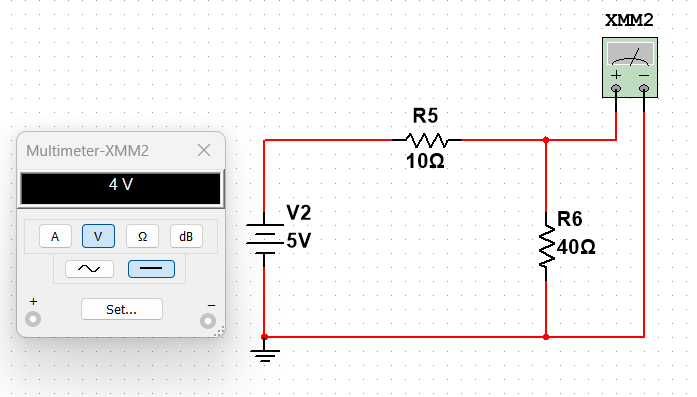 XMM2
R5
10Ω
Multimeter-XMM2
4 V
A V Ω dB
+ Set... −
V2
5V
R6
40Ω
+ −